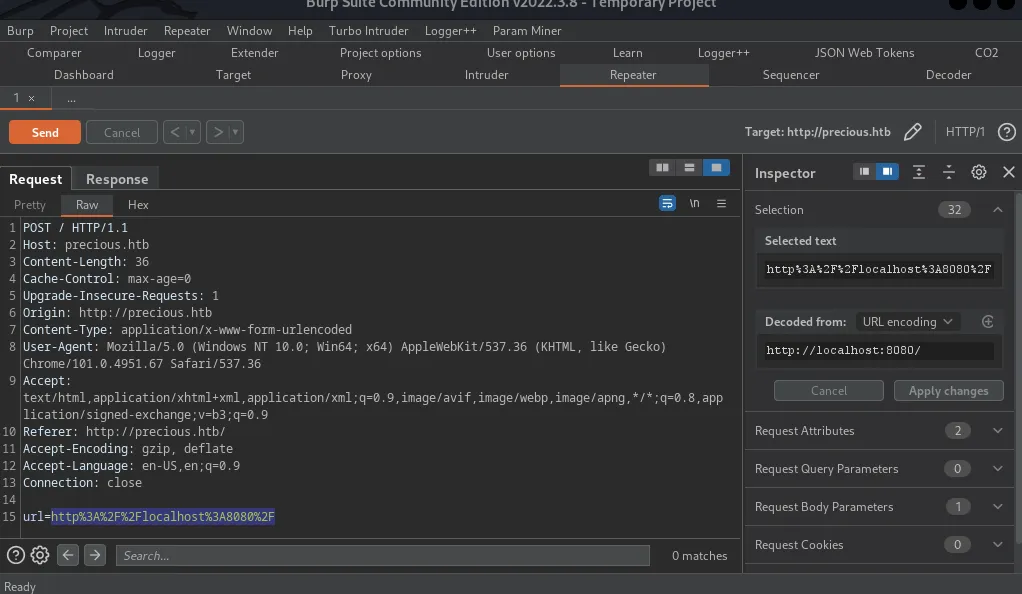 Burp Suite Community Edition v2022.3.8 - Temporary Project
Burp Project Intruder Repeater Window Help Turbo Intruder Logger++ Param Miner
Comparer Logger Extender Project options User options Learn Logger++ JSON Web Tokens CO2
Dashboard Target Proxy Intruder Repeater Sequencer Decoder
1 × ...
Send Cancel < > Target: http://precious.htb HTTP/1 ?
Request Response
Pretty Raw Hex \n
1 POST / HTTP/1.1
2 Host: precious.htb
3 Content-Length: 36
4 Cache-Control: max-age=0
5 Upgrade-Insecure-Requests: 1
6 Origin: http://precious.htb
7 Content-Type: application/x-www-form-urlencoded
8 User-Agent: Mozilla/5.0 (Windows NT 10.0; Win64; x64) AppleWebKit/537.36 (KHTML, like Gecko)
Chrome/101.0.4951.67 Safari/537.36
9 Accept:
text/html,application/xhtml+xml,application/xml;q=0.9,image/avif,image/webp,image/apng,*/*;q=0.8,app
lication/signed-exchange;v=b3;q=0.9
10 Referer: http://precious.htb/
11 Accept-Encoding: gzip, deflate
12 Accept-Language: en-US,en;q=0.9
13 Connection: close
14
15 url=http%3A%2F%2Flocalhost%3A8080%2F
? Search... 0 matches
Inspector
Selection 32
Selected text
http%3A%2F%2Flocalhost%3A8080%2F
Decoded from: URL encoding
http://localhost:8080/
Cancel Apply changes
Request Attributes 2
Request Query Parameters 0
Request Body Parameters 1
Request Cookies 0
Ready